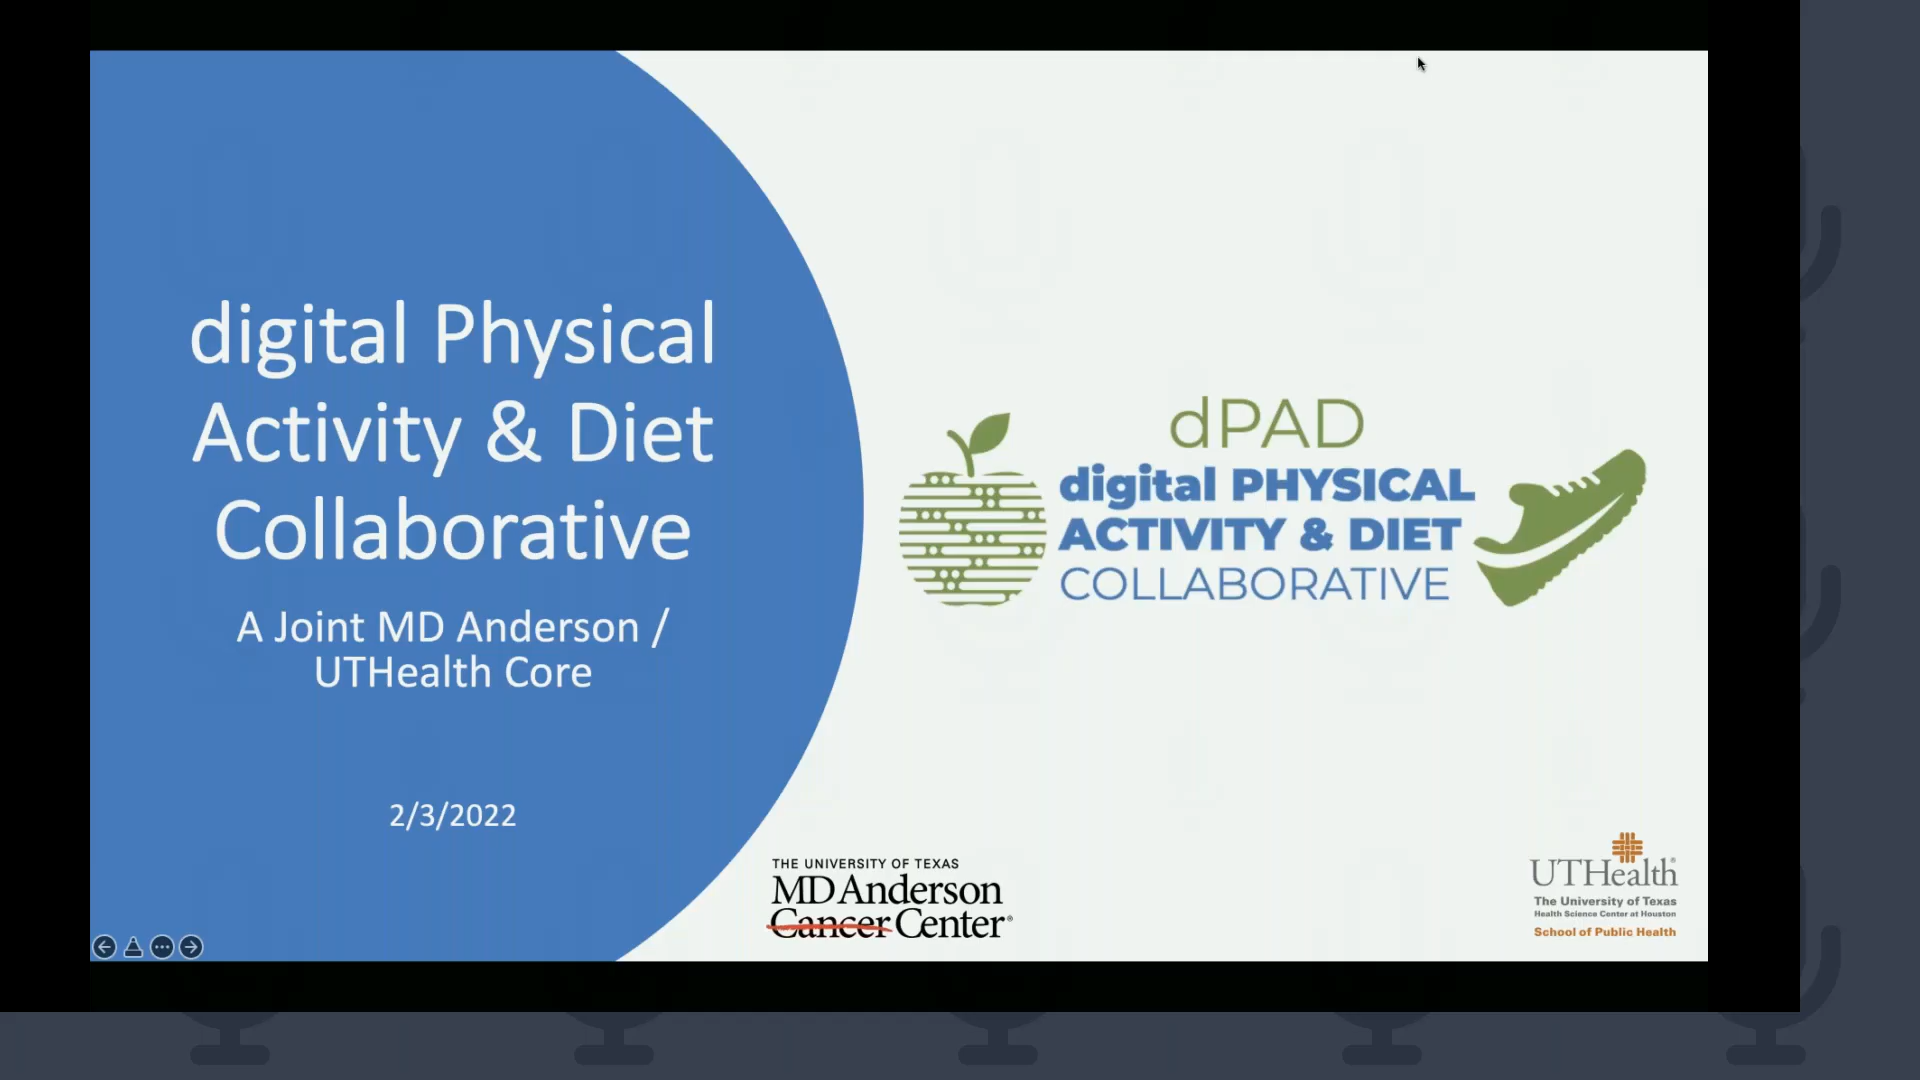 digital Physical
Activity & Diet
Collaborative
A Joint MD Anderson /
UTHealth Core
2/3/2022
dPAD
digital PHYSICAL
ACTIVITY & DIET
COLLABORATIVE
THE UNIVERSITY OF TEXAS
MD Anderson
Cancer Center®
UTHealth®
The University of Texas
Health Science Center at Houston
School of Public Health